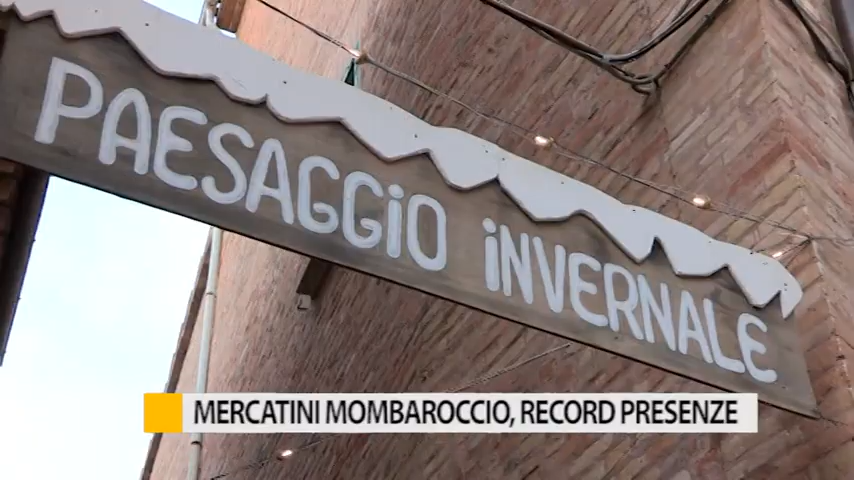 PAESAGGiO iNVERNALE
MERCATINI MOMBAROCCIO, RECORD PRESENZE